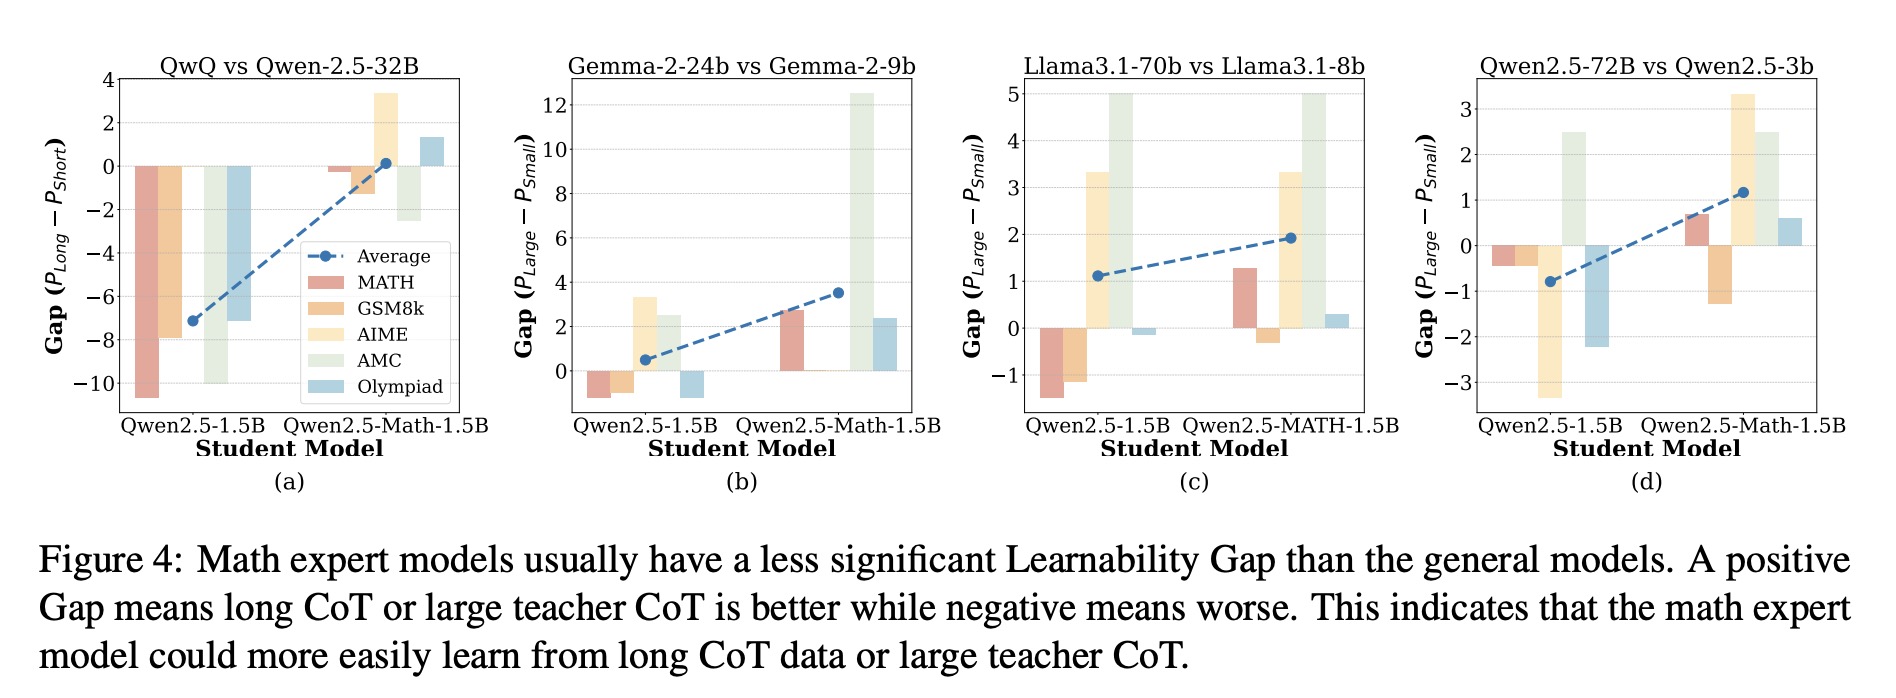 QwQ vs Qwen-2.5-32B
4
2
0
−2
−4
−6
−8
−10
Gap (P_Long − P_Short)
Average
MATH
GSM8k
AIME
AMC
Olympiad
Qwen2.5-1.5B Qwen2.5-Math-1.5B
Student Model
(a)
Gemma-2-24b vs Gemma-2-9b
12
10
8
6
4
2
0
Gap (P_Large − P_Small)
Qwen2.5-1.5B Qwen2.5-Math-1.5B
Student Model
(b)
Llama3.1-70b vs Llama3.1-8b
5
4
3
2
1
0
−1
Gap (P_Large − P_Small)
Qwen2.5-1.5B Qwen2.5-MATH-1.5B
Student Model
(c)
Qwen2.5-72B vs Qwen2.5-3b
3
2
1
0
−1
−2
−3
Gap (P_Large − P_Small)
Qwen2.5-1.5B Qwen2.5-Math-1.5B
Student Model
(d)
Figure 4: Math expert models usually have a less significant Learnability Gap than the general models. A positive
Gap means long CoT or large teacher CoT is better while negative means worse. This indicates that the math expert
model could more easily learn from long CoT data or large teacher CoT.